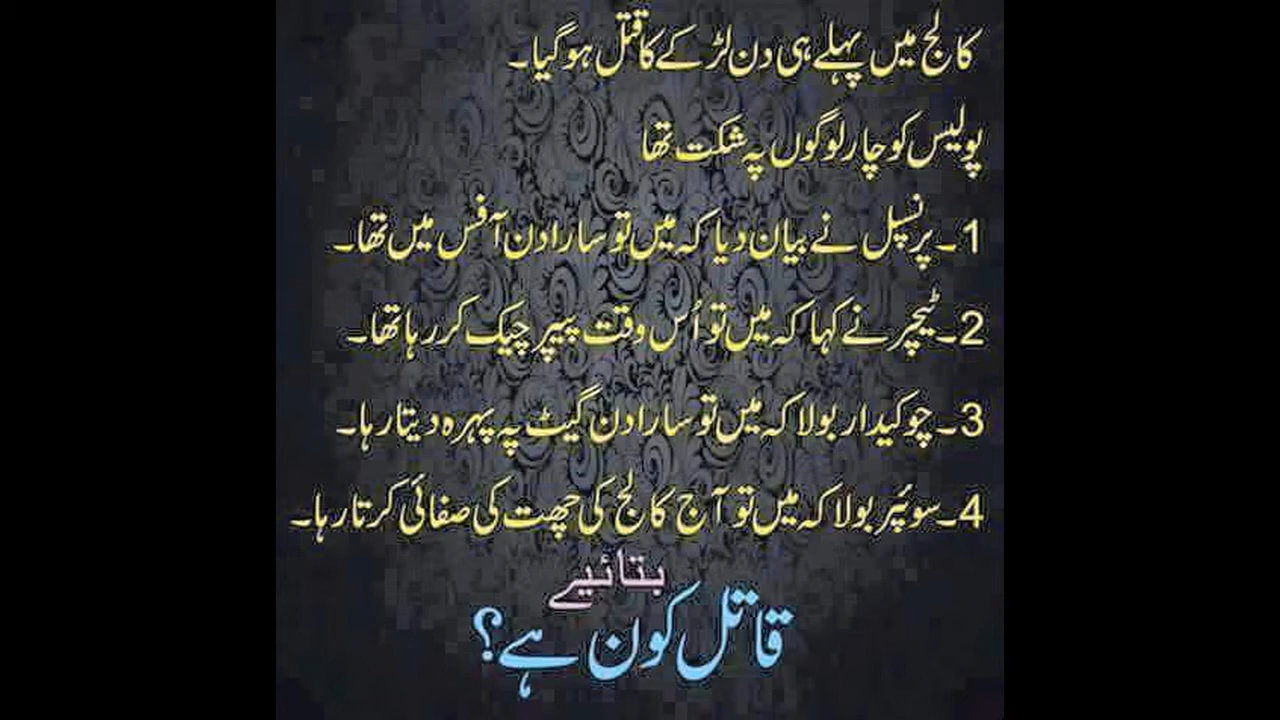 کالج میں پہلے ہی دن لڑکے کا قتل ہو گیا۔
پولیس کو چار لوگوں پہ شکت تھا
1۔ پرنسپل نے بیان دیا کہ میں تو سارا دن آفس میں تھا۔
2۔ ٹیچر نے کہا کہ میں تو اُس وقت پیپر چیک کر رہا تھا۔
3۔ چوکیدار بولا کہ میں تو سارا دن گیٹ پہ پہرہ دیتا رہا۔
4۔ سوئپر بولا کہ میں تو آج کالج کی چھت کی صفائی کرتا رہا۔
بتائیے
قاتل کون ہے؟